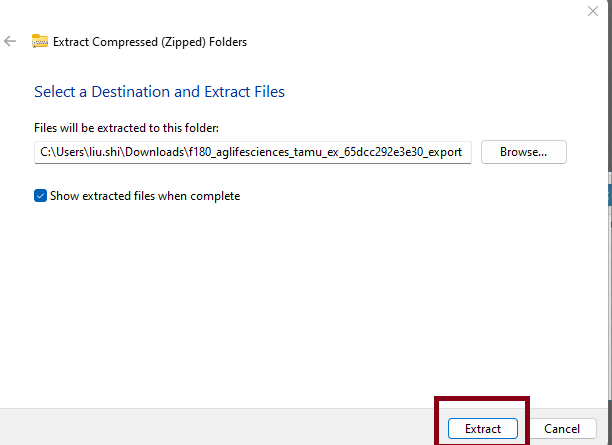 Extract Compressed (Zipped) Folders
Select a Destination and Extract Files
Files will be extracted to this folder:
C:\Users\liu.shi\Downloads\f180_aglifesciences_tamu_ex_65dcc292e3e30_export
Browse...
Show extracted files when complete
Extract
Cancel